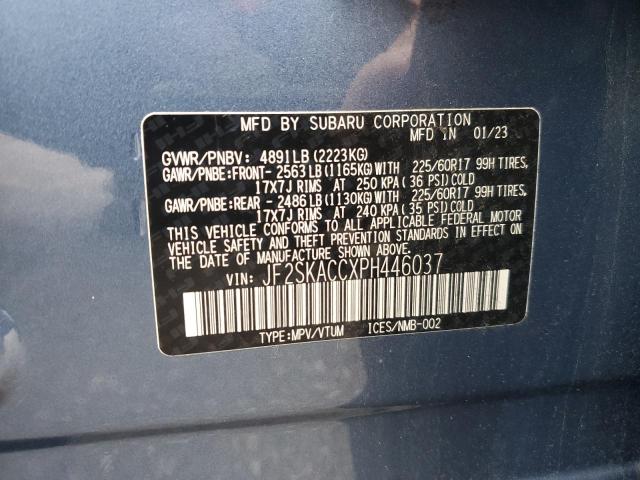 MFD BY SUBARU CORPORATION
MFD IN 01/23
GVWR/PNBV: 4891LB(2223KG)
GAWR/PNBE:FRONT- 2563LB(1165KG)WITH 225/60R17 99H TIRES,
17X7J RIMS AT 250 KPA(36 PSI)COLD
GAWR/PNBE:REAR - 2486LB(1130KG)WITH 225/60R17 99H TIRES,
17X7J RIMS AT 240 KPA(35 PSI)COLD
THIS VEHICLE CONFORMS TO ALL APPLICABLE FEDERAL MOTOR
VEHICLE SAFETY AND THEFT PREVENTION STANDARDS IN EFFECT
ON THE DATE OF MANUFACTURE SHOWN ABOVE.
VIN: JF2SKACCXPH446037
TYPE:MPV/VTUM ICES/NMB-002